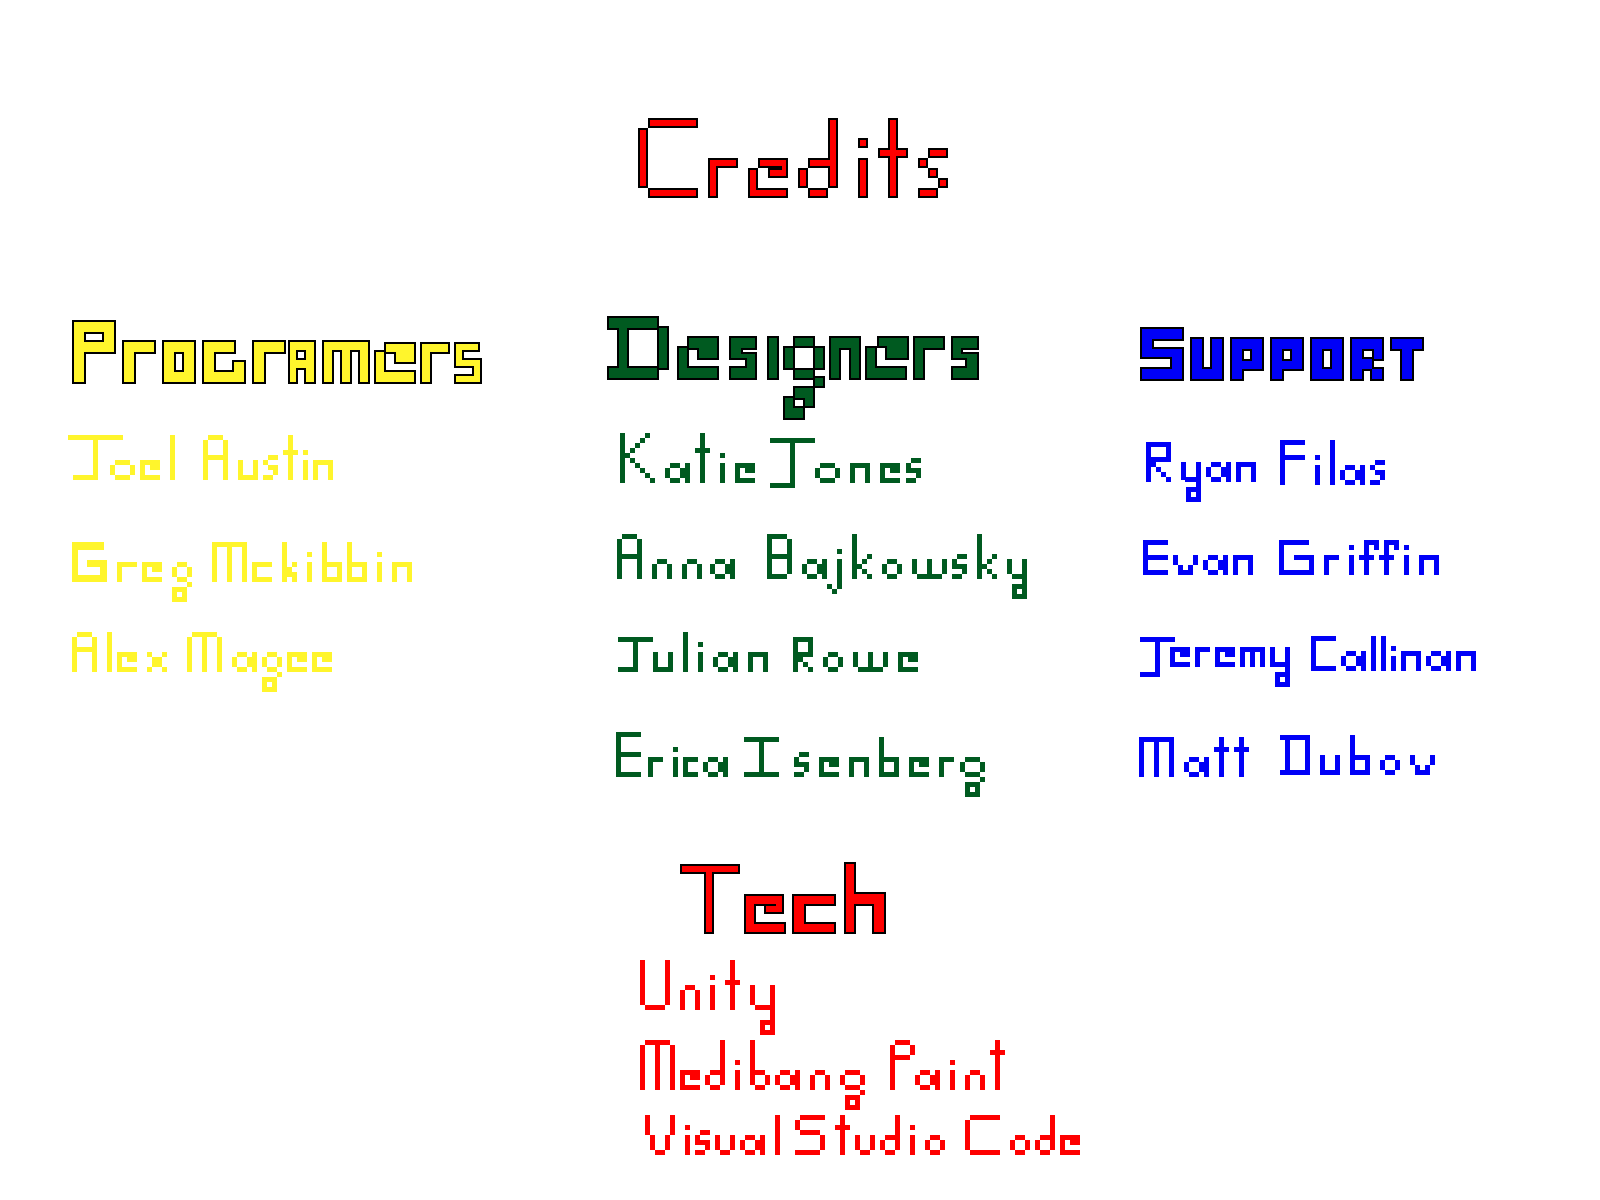 Credits
Programers
Joel Austin
Greg Mckibbin
Alex Magee
Designers
Katie Jones
Anna Bajkowsky
Julian Rowe
Erica Isenberg
Support
Ryan Filas
Evan Griffin
Jeremy Callinan
Matt Dubov
Tech
Unity
Medibang Paint
Visual Studio Code